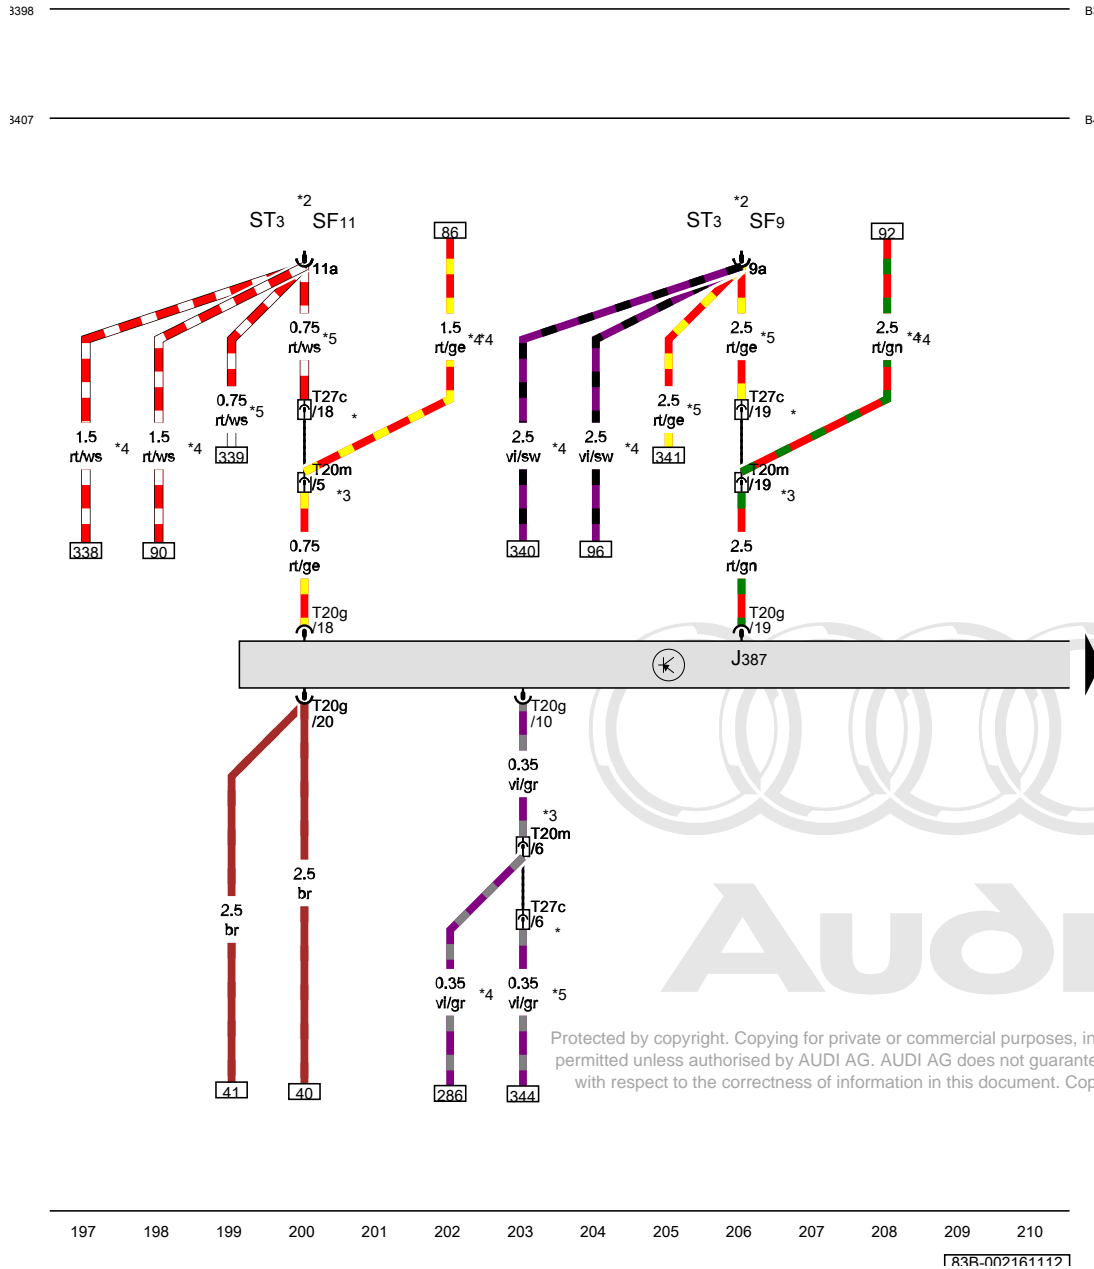 3398
B3
3407
B4
*2
ST3 SF11
11a
86
*2
ST3 SF9
9a
92
0.75
rt/ws *5
1.5
rt/ge *4 *4
2.5
rt/ge *5
2.5
rt/gn *4 *4
T27c
/18 *
T27c
/19 *
0.75
rt/ws *5
339
2.5
rt/ge *5
341
1.5
rt/ws *4
1.5
rt/ws *4
2.5
vi/sw *4
2.5
vi/sw *4
T20m
/5 *3
T20m
/19 *3
338
90
340
96
0.75
rt/ge
2.5
rt/gn
T20g
/18
T20g
/19
J387
T20g
/20
T20g
/10
0.35
vi/gr
*3
T20m
/6
2.5
br
2.5
br
T27c
/6 *
0.35
vi/gr *4
0.35
vi/gr *5
Audi
Protected by copyright. Copying for private or commercial purposes, in
permitted unless authorised by AUDI AG. AUDI AG does not guarante
with respect to the correctness of information in this document. Cop
41
40
286
344
197 198 199 200 201 202 203 204 205 206 207 208 209 210
83B-002161112